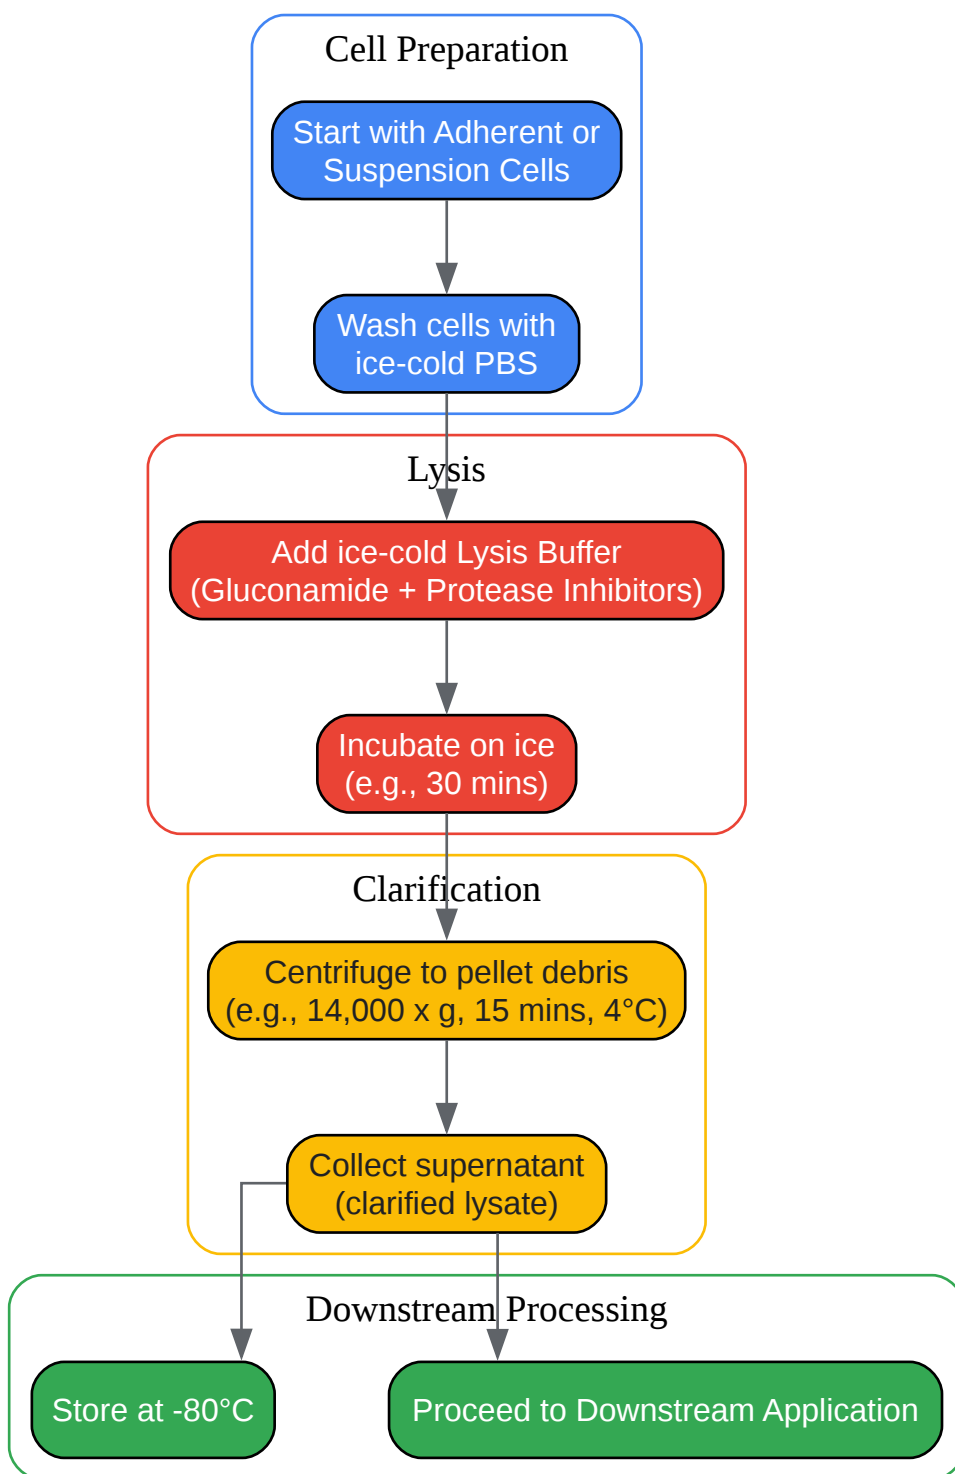 Cell Preparation
Start with Adherent or
Suspension Cells
Wash cells with
ice-cold PBS
Lysis
Add ice-cold Lysis Buffer
(Gluconamide + Protease Inhibitors)
Incubate on ice
(e.g., 30 mins)
Clarification
Centrifuge to pellet debris
(e.g., 14,000 x g, 15 mins, 4°C)
Collect supernatant
(clarified lysate)
Downstream Processing
Store at -80°C
Proceed to Downstream Application